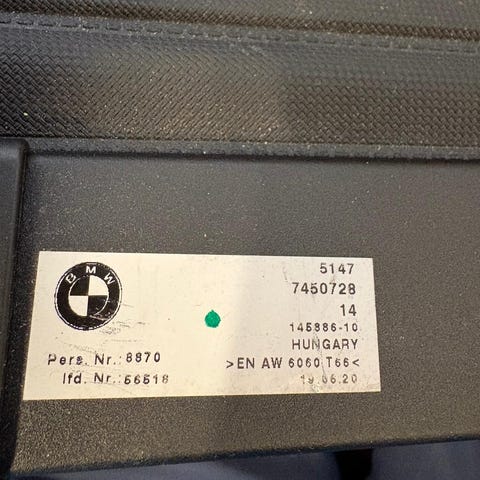 BMW
5147
7450728
14
145886-10
HUNGARY
Pers. Nr.: 8870
>EN AW 6060 T66<
lfd. Nr.: 56518
19.06.20